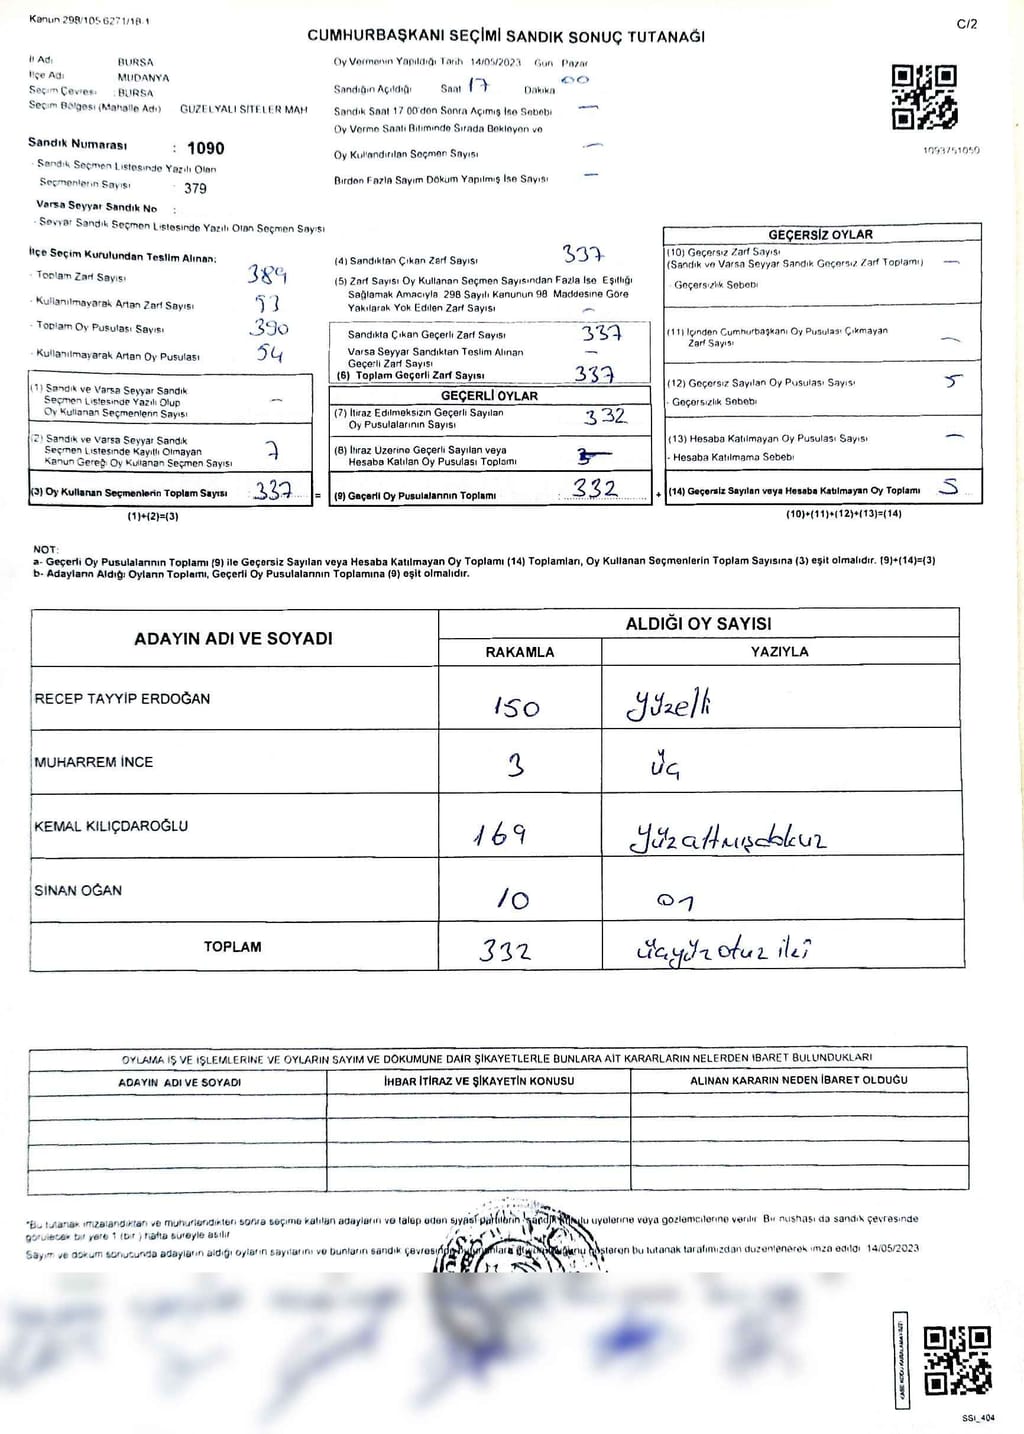 Kanun 298/105 6271/18-1
C/2
CUMHURBAŞKANI SEÇİMİ SANDIK SONUÇ TUTANAĞI
İl Adı : BURSA
İlçe Adı : MUDANYA
Seçim Çevresi : BURSA
Seçim Bölgesi (Mahalle Adı) GÜZELYALI SİTELER MAH
Sandık Numarası : 1090
- Sandık Seçmen Listesinde Yazılı Olan
Seçmenlerin Sayısı : 379
Varsa Seyyar Sandık No :
- Seyyar Sandık Seçmen Listesinde Yazılı Olan Seçmen Sayısı
Oy Vermenin Yapıldığı Tarih 14/05/2023 Gün Pazar
Sandığın Açıldığı Saat 17 Dakika 00
Sandık Saat 17 00'den Sonra Açılmış İse Sebebi —
Oy Verme Saati Bitiminde Sırada Bekleyen ve
Oy Kullandırılan Seçmen Sayısı —
Birden Fazla Sayım Döküm Yapılmış İse Sayısı —
1093751050
İlçe Seçim Kurulundan Teslim Alınan;
- Toplam Zarf Sayısı 389
- Kullanılmayarak Artan Zarf Sayısı 53
- Toplam Oy Pusulası Sayısı 390
- Kullanılmayarak Artan Oy Pusulası 54
(1) Sandık ve Varsa Seyyar Sandık
Seçmen Listesinde Yazılı Olup
Oy Kullanan Seçmenlerin Sayısı —
(2) Sandık ve Varsa Seyyar Sandık
Seçmen Listesinde Kayıtlı Olmayan
Kanun Gereği Oy Kullanan Seçmen Sayısı 7
(3) Oy Kullanan Seçmenlerin Toplam Sayısı 337 =
(1)+(2)=(3)
(4) Sandıktan Çıkan Zarf Sayısı 337
(5) Zarf Sayısı Oy Kullanan Seçmen Sayısından Fazla İse Eşitliği
Sağlamak Amacıyla 298 Sayılı Kanunun 98 Maddesine Göre
Yakılarak Yok Edilen Zarf Sayısı —
Sandıkta Çıkan Geçerli Zarf Sayısı 337
Varsa Seyyar Sandıktan Teslim Alınan
Geçerli Zarf Sayısı —
(6) Toplam Geçerli Zarf Sayısı 337
GEÇERLİ OYLAR
(7) İtiraz Edilmeksizin Geçerli Sayılan
Oy Pusulalarının Sayısı 332
(8) İtiraz Üzerine Geçerli Sayılan veya
Hesaba Katılan Oy Pusulası Toplamı
(9) Geçerli Oy Pusulalarının Toplamı 332 +
GEÇERSİZ OYLAR
(10) Geçersiz Zarf Sayısı
(Sandık ve Varsa Seyyar Sandık Geçersiz Zarf Toplamı) —
- Geçersizlik Sebebi
(11) İçinden Cumhurbaşkanı Oy Pusulası Çıkmayan
Zarf Sayısı —
(12) Geçersiz Sayılan Oy Pusulası Sayısı 5
- Geçersizlik Sebebi
(13) Hesaba Katılmayan Oy Pusulası Sayısı —
- Hesaba Katılmama Sebebi
(14) Geçersiz Sayılan veya Hesaba Katılmayan Oy Toplamı 5
(10)+(11)+(12)+(13)=(14)
NOT:
a- Geçerli Oy Pusulalarının Toplamı (9) ile Geçersiz Sayılan veya Hesaba Katılmayan Oy Toplamı (14) Toplamları, Oy Kullanan Seçmenlerin Toplam Sayısına (3) eşit olmalıdır. (9)+(14)=(3)
b- Adayların Aldığı Oyların Toplamı, Geçerli Oy Pusulalarının Toplamına (9) eşit olmalıdır.
ADAYIN ADI VE SOYADI
ALDIĞI OY SAYISI
RAKAMLA YAZIYLA
RECEP TAYYİP ERDOĞAN 150 Yüzelli
MUHARREM İNCE 3 üç
KEMAL KILIÇDAROĞLU 169 Yüzaltmışdokuz
SİNAN OĞAN 10 on
TOPLAM 332 üçyüz otuz iki
OYLAMA İŞ VE İŞLEMLERİNE VE OYLARIN SAYIM VE DÖKÜMÜNE DAİR ŞİKAYETLERLE BUNLARA AİT KARARLARIN NELERDEN İBARET BULUNDUKLARI
ADAYIN ADI VE SOYADI İHBAR İTİRAZ VE ŞİKAYETİN KONUSU ALINAN KARARIN NEDEN İBARET OLDUĞU
*Bu tutanak imzalandıktan ve mühürlendikten sonra seçime katılan adayların ve talep eden siyasi partilerin sandık kurulu üyelerine veya gözlemcilerine verilir. Bir nüshası da sandık çevresinde
görülecek bir yere 1 (bir) hafta süreyle asılır
Sayım ve döküm sonucunda adayların aldığı oyların sayılarını ve bunların sandık çevresinde gösteren bu tutanak tarafımızdan düzenlenerek imza edildi 14/05/2023
SSI_404